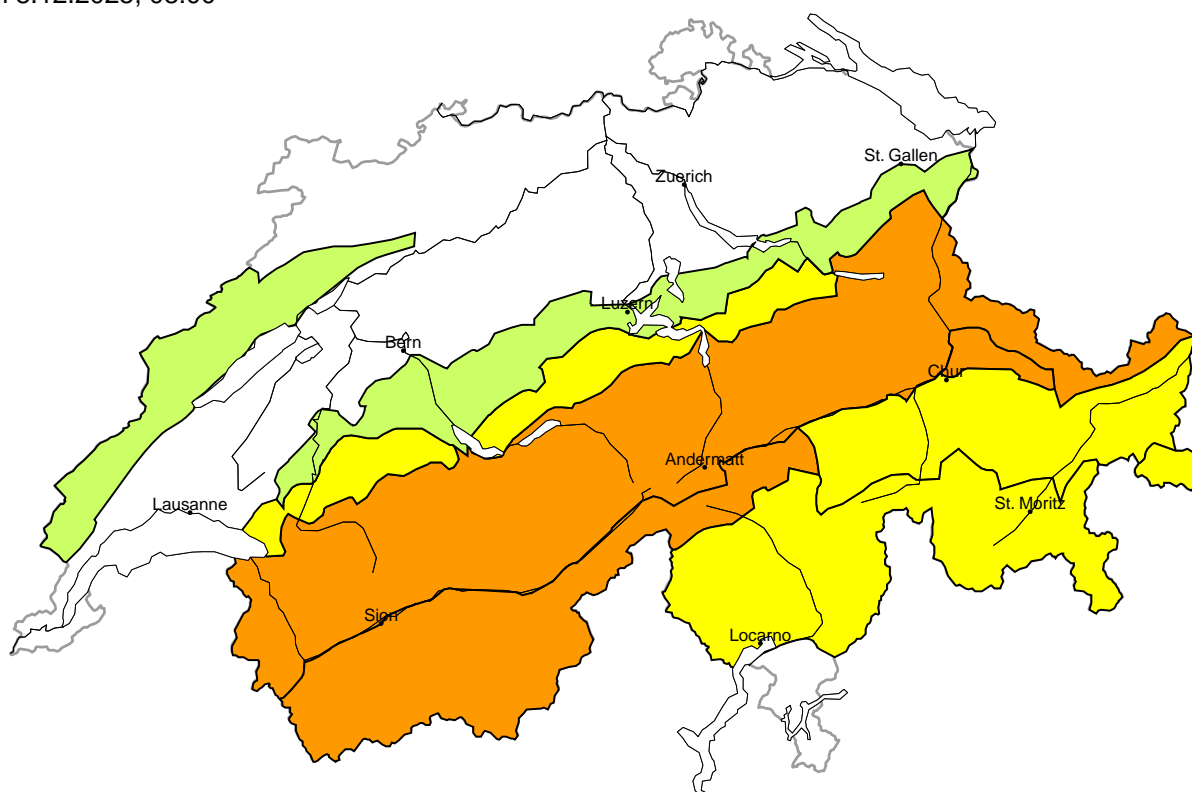 St. Gallen
Zuerich
Luzern
Bern
Chur
Andermatt
Lausanne
St. Moritz
Sion
Locarno